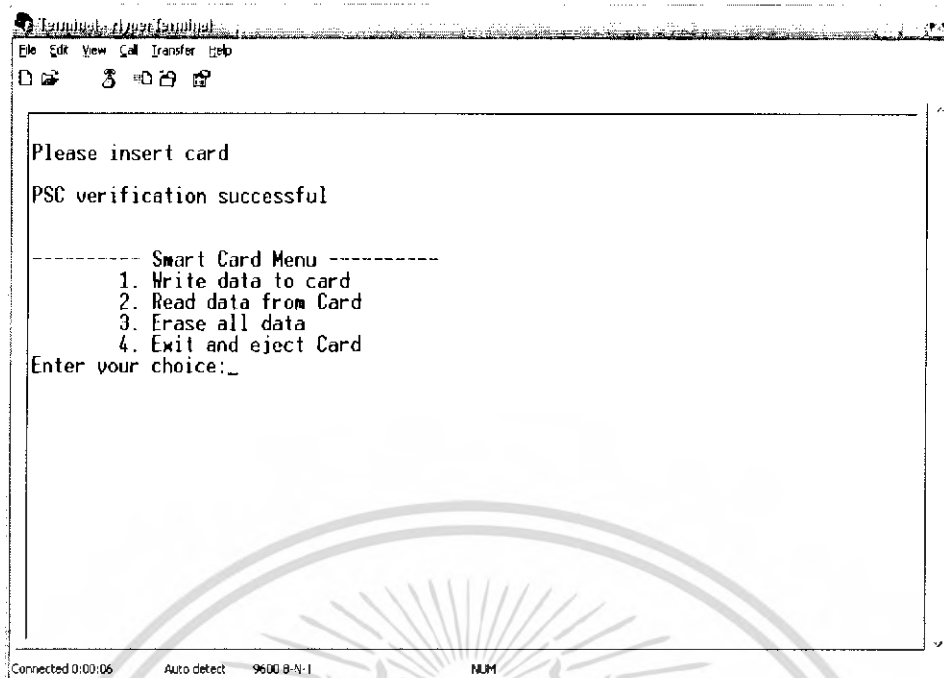 Terminal - HyperTerminal
File Edit View Call Transfer Help
Please insert card
PSC verification successful
---------- Smart Card Menu ----------
1. Write data to card
2. Read data from Card
3. Erase all data
4. Exit and eject Card
Enter your choice:_
Connected 0:00:06 Auto detect 9600 8-N-1 NUM